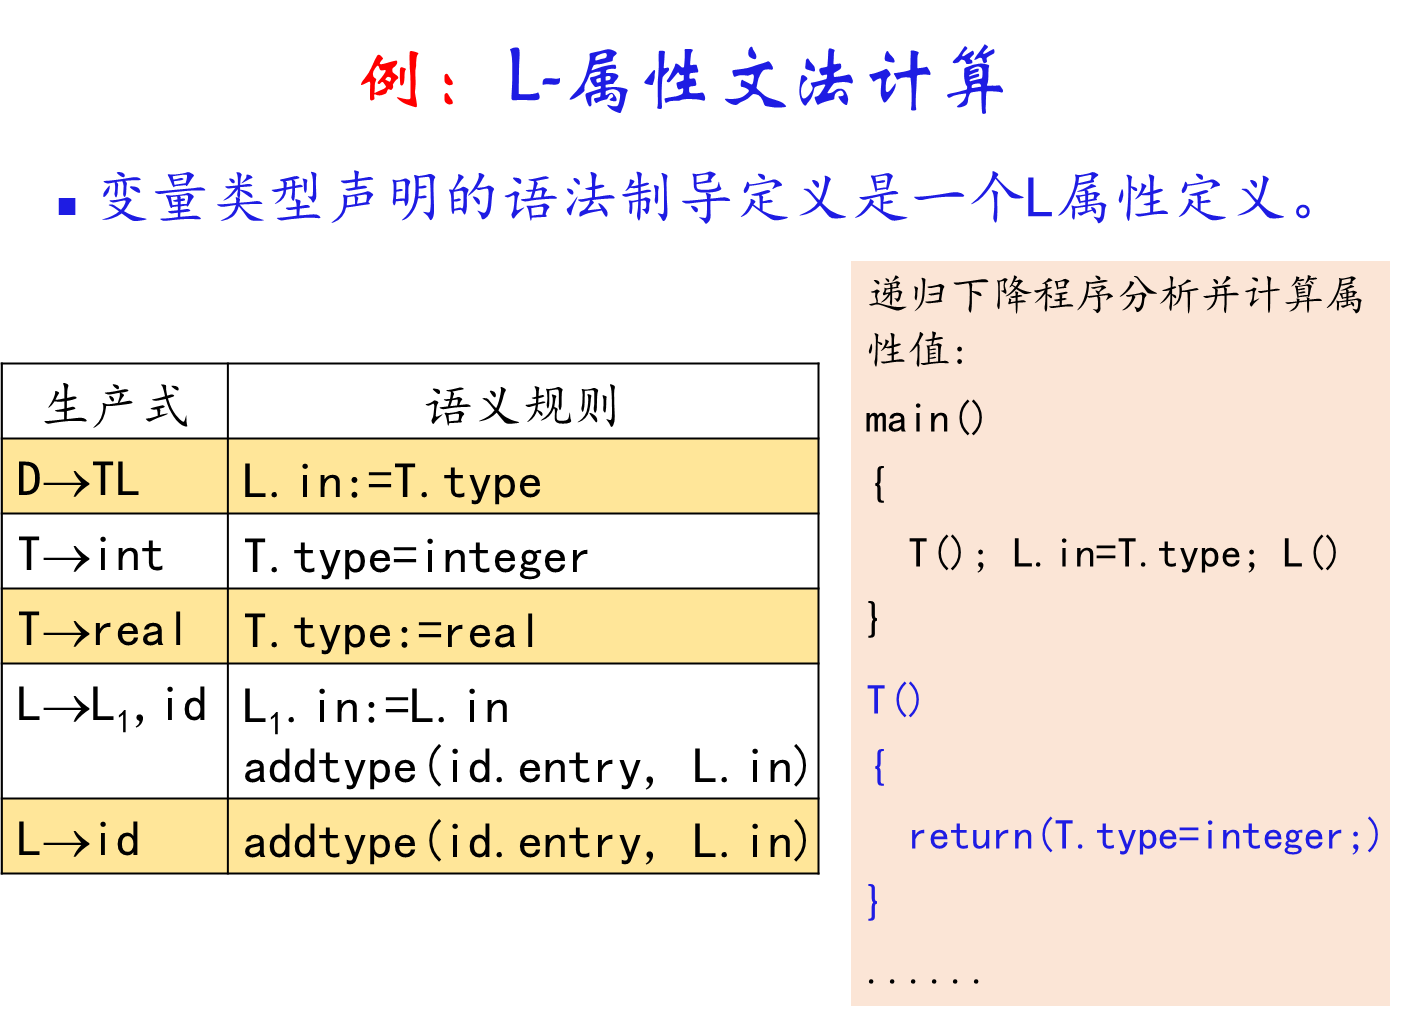 例：L-属性文法计算
■ 变量类型声明的语法制导定义是一个L属性定义。
生产式 语义规则
D→TL L.in:=T.type
T→int T.type=integer
T→real T.type:=real
L→L₁,id L₁.in:=L.in
addtype(id.entry, L.in)
L→id addtype(id.entry, L.in)
递归下降程序分析并计算属
性值:
main()
{
T(); L.in=T.type; L()
}
T()
{
return(T.type=integer;)
}
......